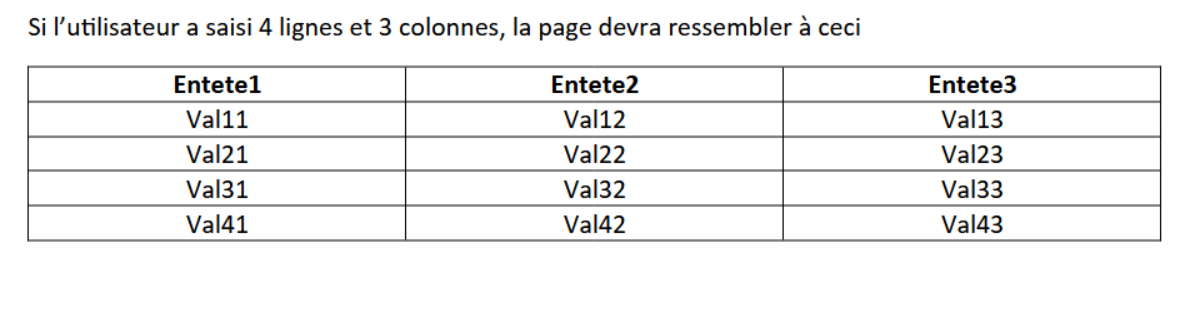 Si l’utilisateur a saisi 4 lignes et 3 colonnes, la page devra ressembler à ceci
Entete1 Entete2 Entete3
Val11 Val12 Val13
Val21 Val22 Val23
Val31 Val32 Val33
Val41 Val42 Val43